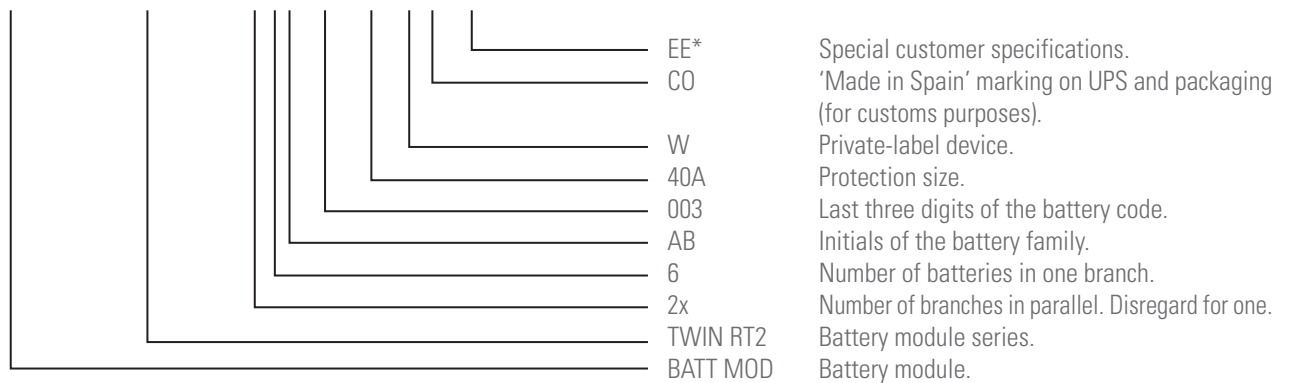 EE* Special customer specifications.
CO ‘Made in Spain’ marking on UPS and packaging
(for customs purposes).
W Private-label device.
40A Protection size.
003 Last three digits of the battery code.
AB Initials of the battery family.
6 Number of batteries in one branch.
2x Number of branches in parallel. Disregard for one.
TWIN RT2 Battery module series.
BATT MOD Battery module.